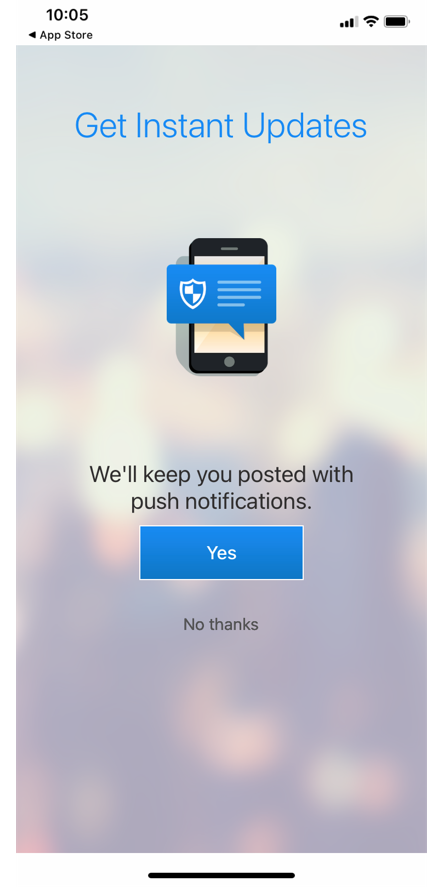 10:05
◀ App Store
Get Instant Updates
We'll keep you posted with
push notifications.
Yes
No thanks